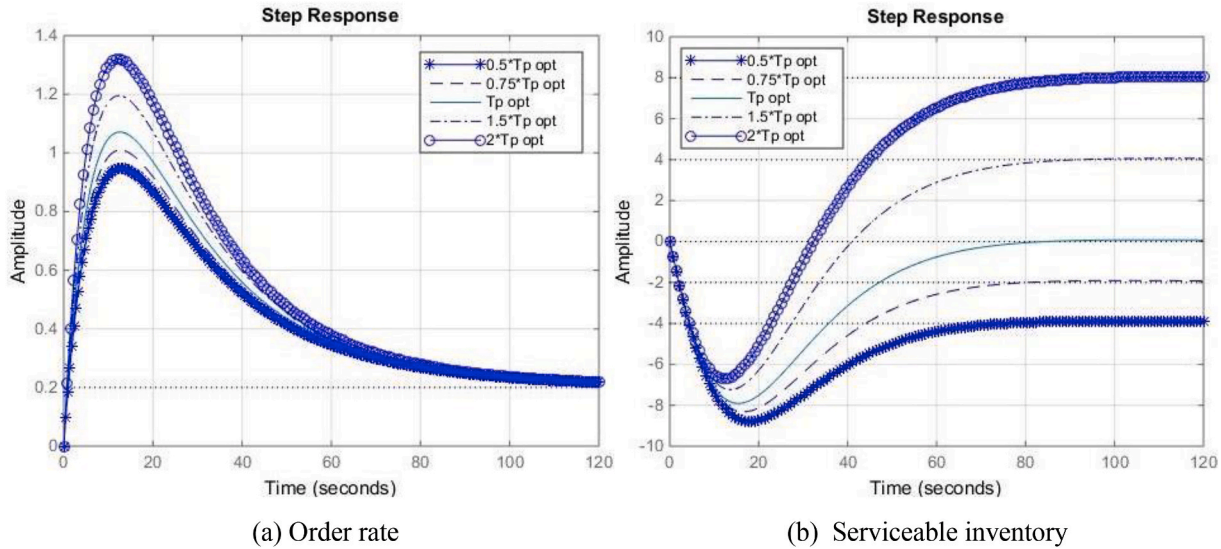 Step Response
Amplitude
1.4
1.2
1
0.8
0.6
0.4
0.2
0
0.5*Tp opt
0.75*Tp opt
Tp opt
1.5*Tp opt
2*Tp opt
0 20 40 60 80 100 120
Time (seconds)
(a) Order rate
Step Response
Amplitude
10
8
6
4
2
0
-2
-4
-6
-8
-10
0.5*Tp opt
0.75*Tp opt
Tp opt
1.5*Tp opt
2*Tp opt
0 20 40 60 80 100 120
Time (seconds)
(b) Serviceable inventory